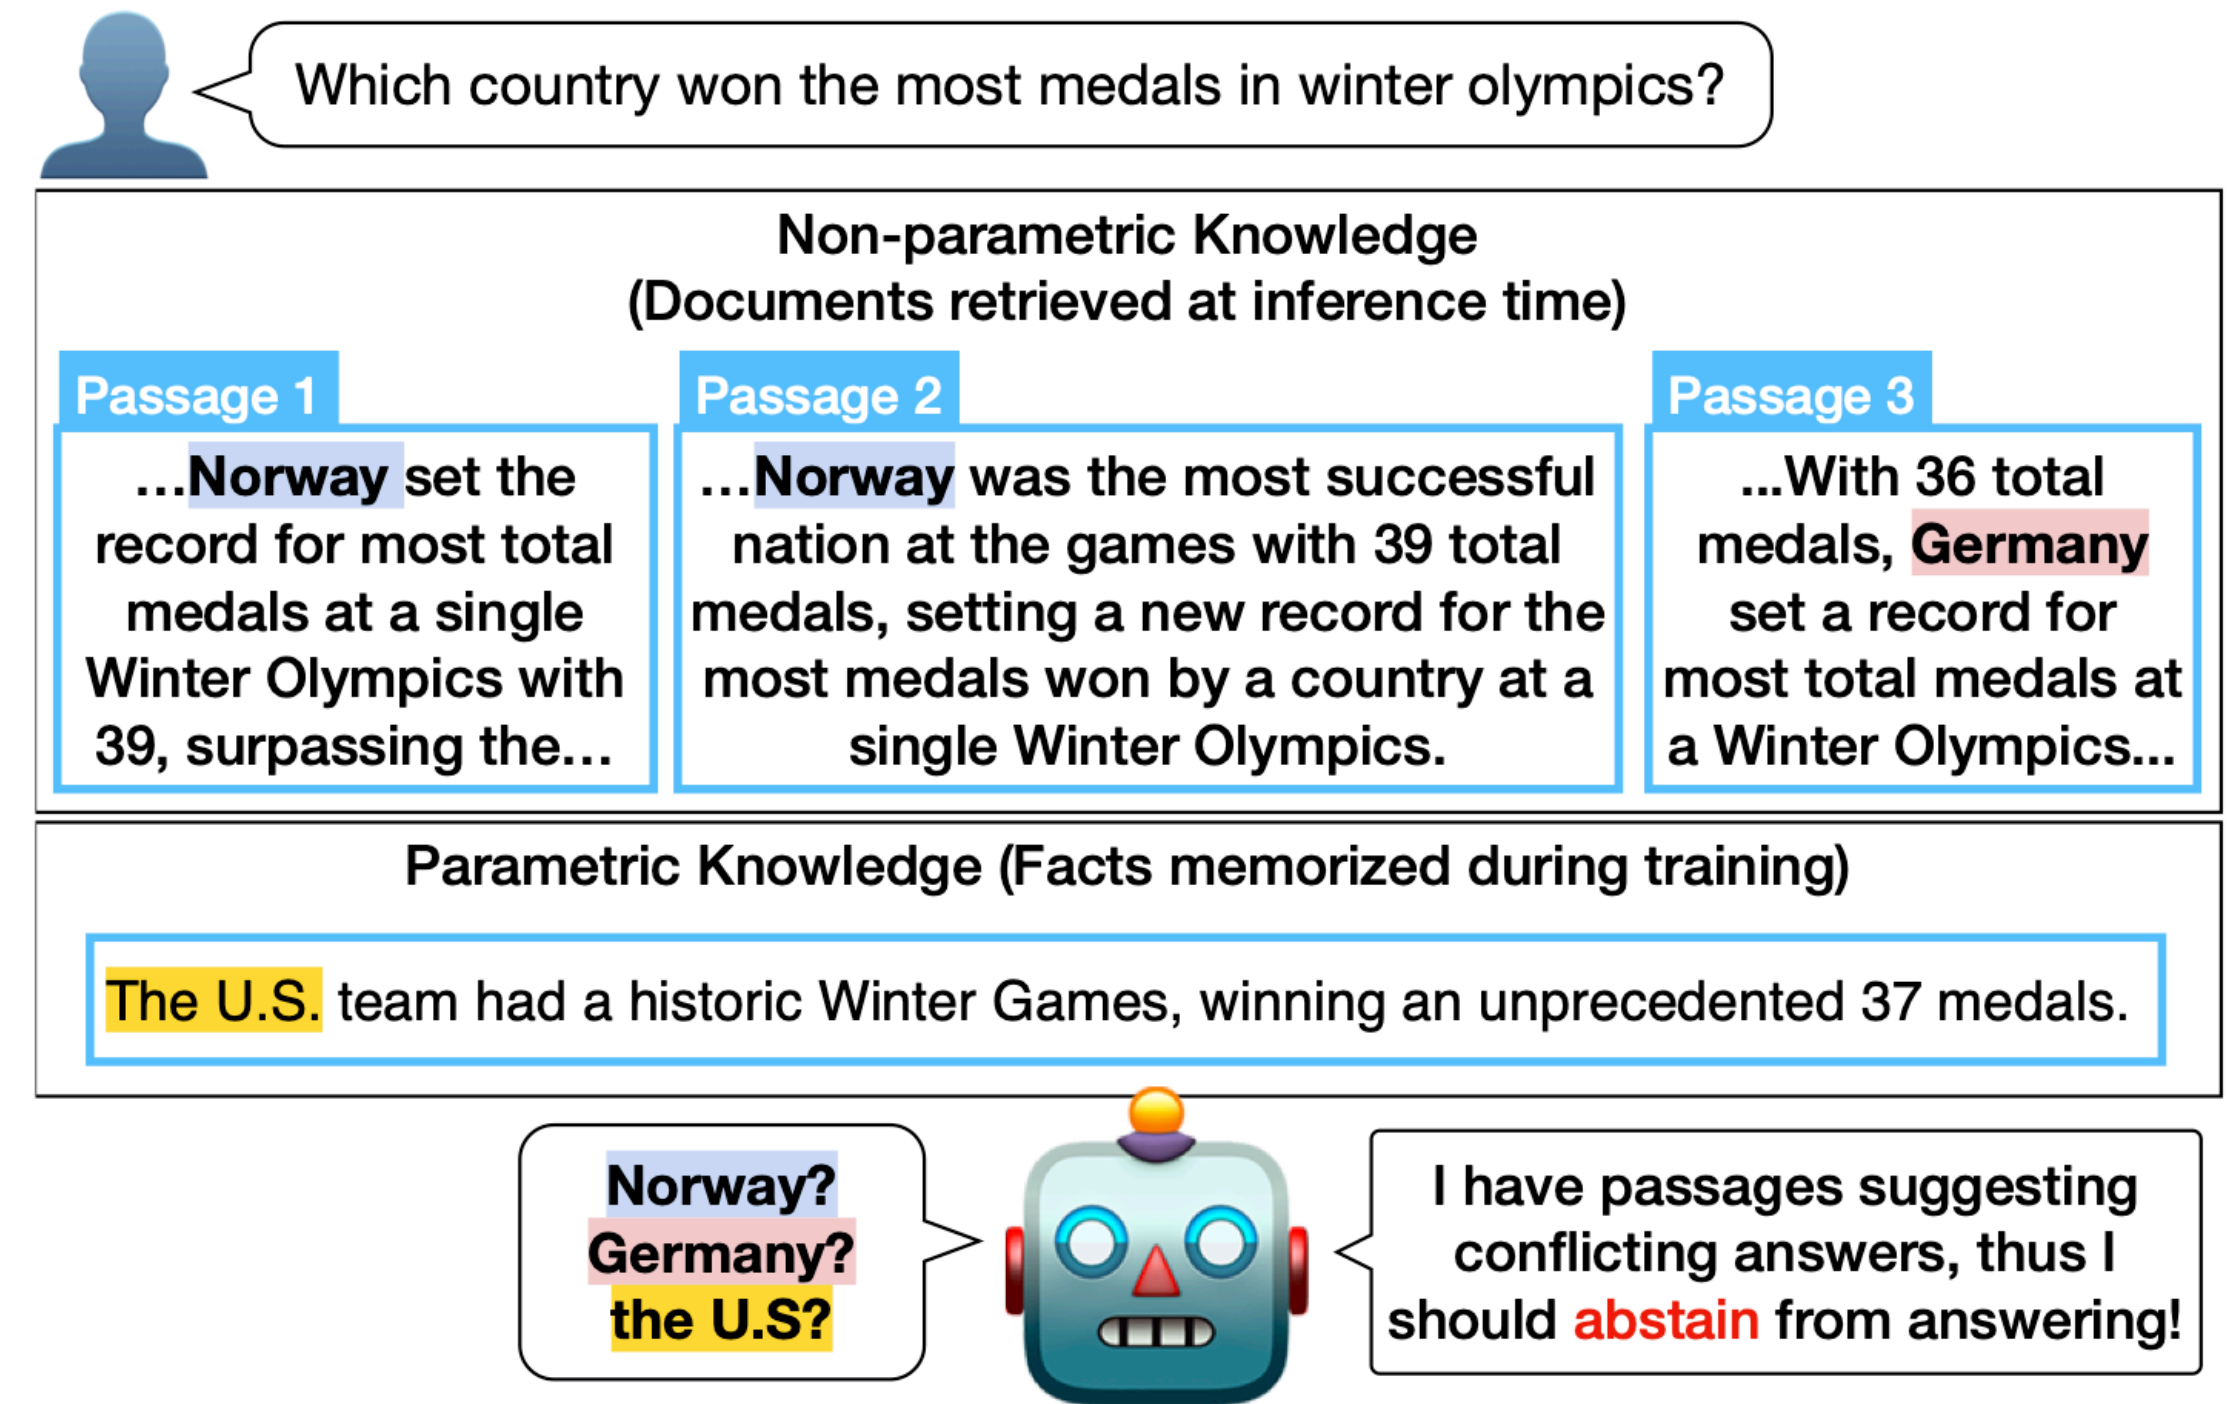 Which country won the most medals in winter olympics?
Non-parametric Knowledge
(Documents retrieved at inference time)
Passage 1
...Norway set the
record for most total
medals at a single
Winter Olympics with
39, surpassing the...
Passage 2
...Norway was the most successful
nation at the games with 39 total
medals, setting a new record for the
most medals won by a country at a
single Winter Olympics.
Passage 3
...With 36 total
medals, Germany
set a record for
most total medals at
a Winter Olympics...
Parametric Knowledge (Facts memorized during training)
The U.S. team had a historic Winter Games, winning an unprecedented 37 medals.
Norway?
Germany?
the U.S?
I have passages suggesting
conflicting answers, thus I
should abstain from answering!